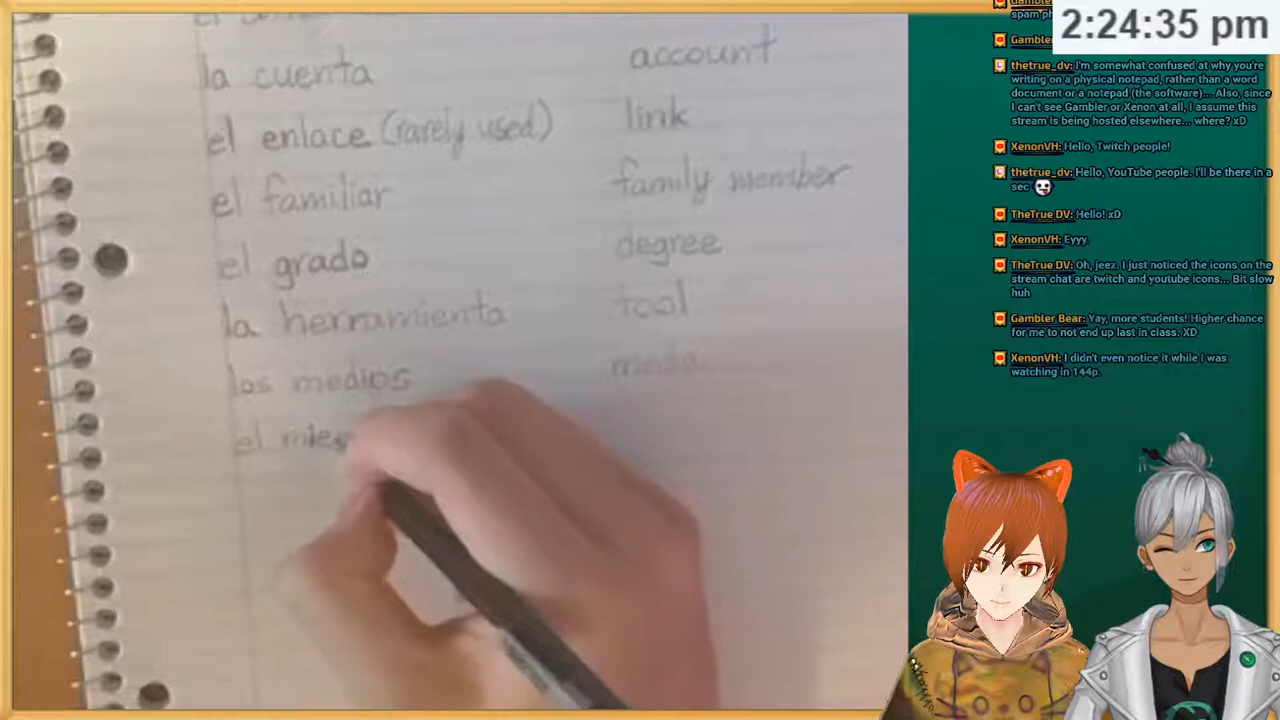 2:24:35 pm
Gambler
spam
Gambler
thetrue_dv: I'm somewhat confused at why you're
writing on a physical notepad, rather than a word
document or a notepad (the software)... Also, since
I can't see Gambler or Xenon at all, I assume this
stream is being hosted elsewhere... where? xD
XenonVH: Hello, Twitch people!
thetrue_dv: Hello, YouTube people. I'll be there in a
sec
TheTrue DV: Hello! xD
XenonVH: Eyyy.
TheTrue DV: Oh, jeez. I just noticed the icons on the
stream chat are twitch and youtube icons... Bit slow
huh
Gambler Bear: Yay, more students! Higher chance
for me to not end up last in class. XD
XenonVH: I didn't even notice it while I was
watching in 144p.
la cuenta account
el enlace (rarely used) link
el familiar family member
el grado degree
la herramienta tool
los medios media
el mie